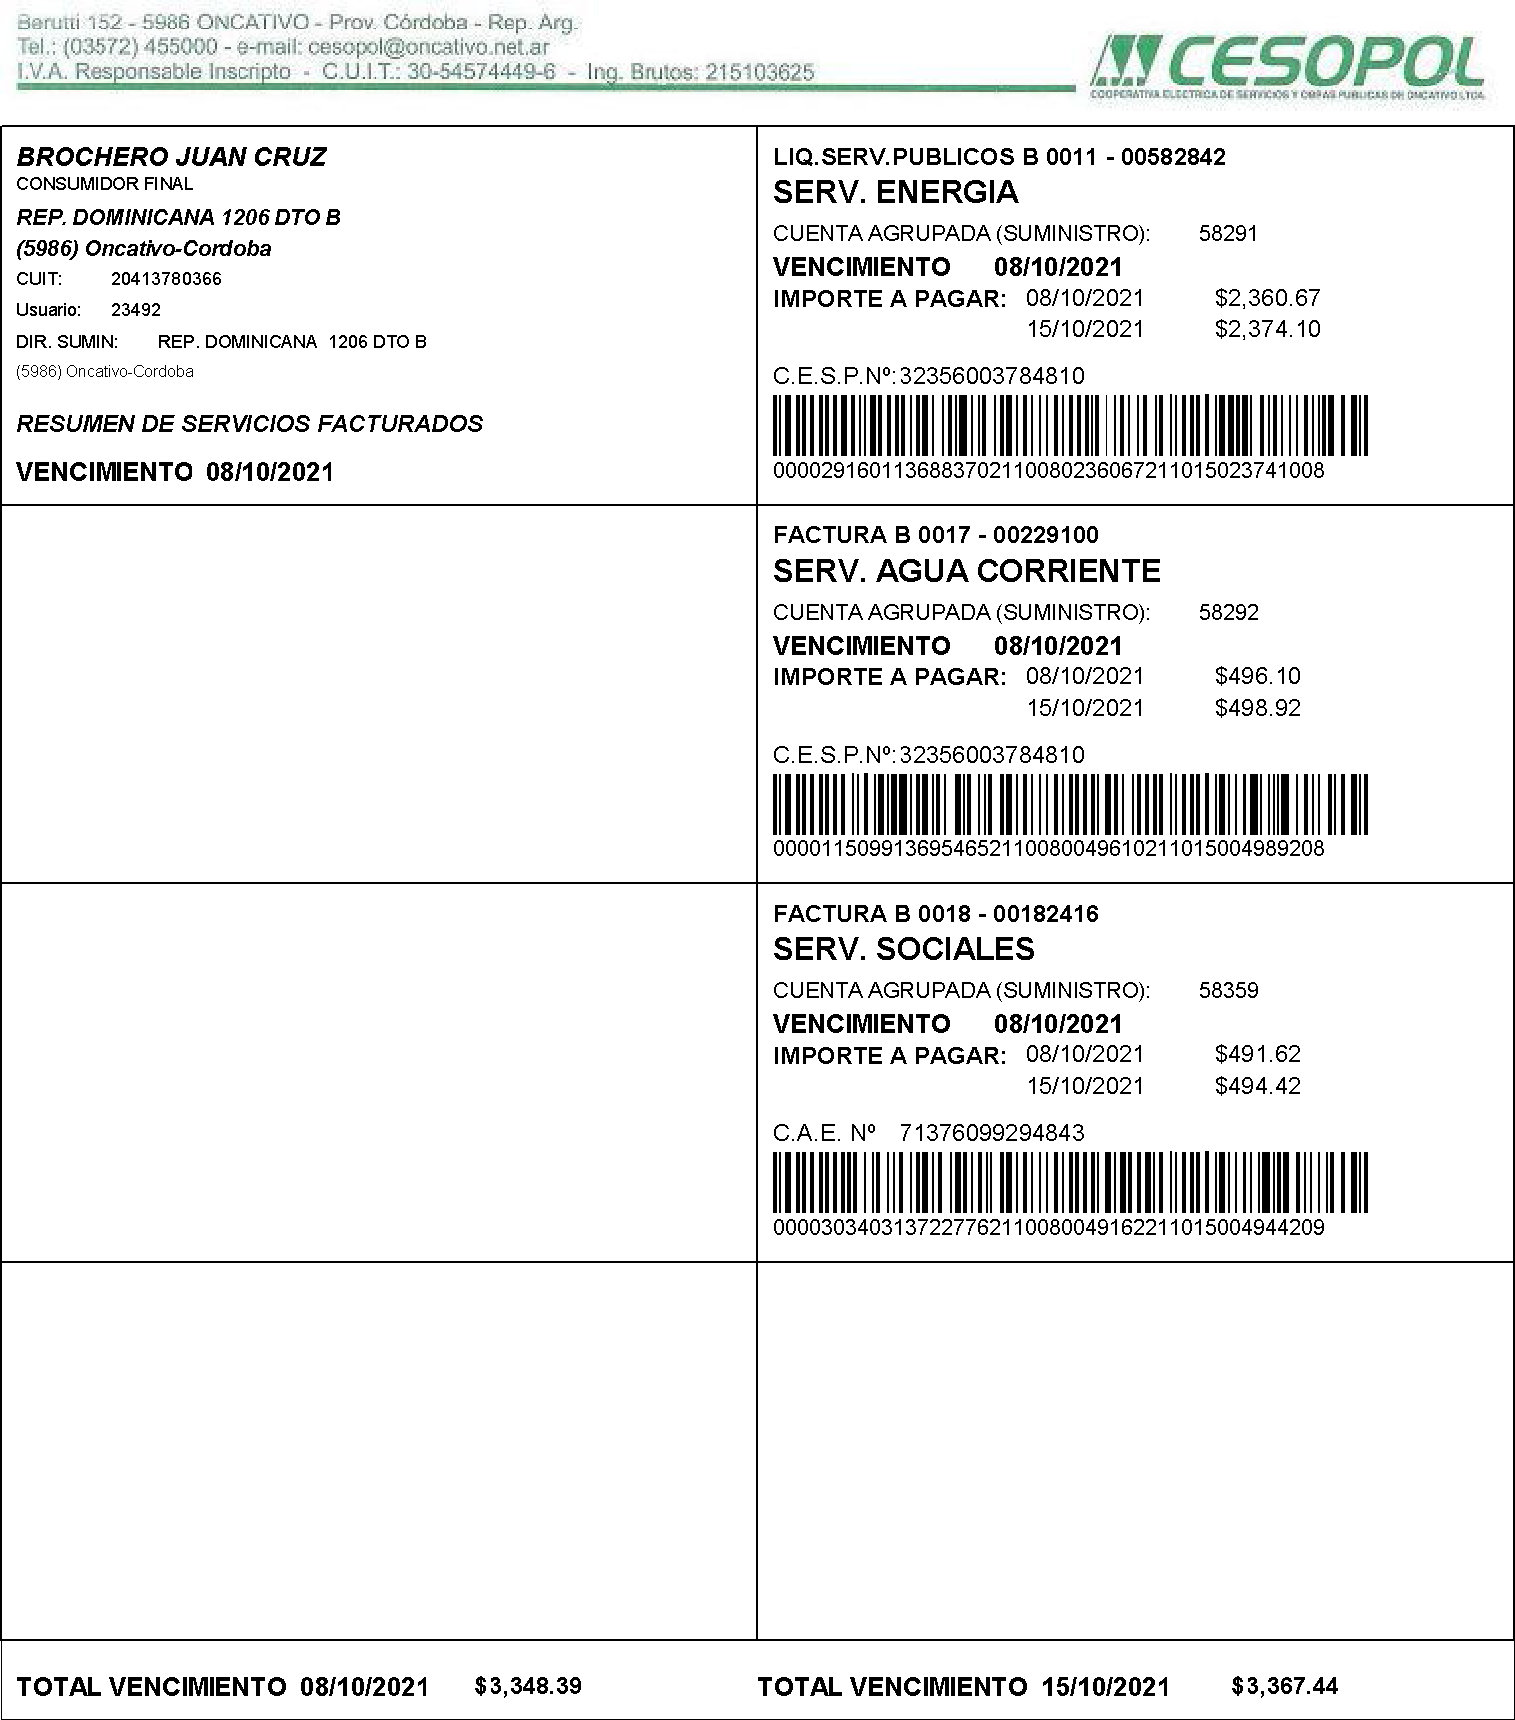 Berutti 152 - 5986 ONCATIVO - Prov. Córdoba - Rep. Arg.
Tel.: (03572) 455000 - e-mail: cesopol@oncativo.net.ar
I.V.A. Responsable Inscripto - C.U.I.T.: 30-54574449-6 - Ing. Brutos: 215103625
CESOPOL
COOPERATIVA ELECTRICA DE SERVICIOS Y OBRAS PUBLICAS DE ONCATIVO LTDA.
BROCHERO JUAN CRUZ
CONSUMIDOR FINAL
REP. DOMINICANA 1206 DTO B
(5986) Oncativo-Cordoba
CUIT: 20413780366
Usuario: 23492
DIR. SUMIN: REP. DOMINICANA 1206 DTO B
(5986) Oncativo-Cordoba
RESUMEN DE SERVICIOS FACTURADOS
VENCIMIENTO 08/10/2021
LIQ.SERV.PUBLICOS B 0011 - 00582842
SERV. ENERGIA
CUENTA AGRUPADA (SUMINISTRO): 58291
VENCIMIENTO 08/10/2021
IMPORTE A PAGAR: 08/10/2021 $2,360.67
15/10/2021 $2,374.10
C.E.S.P.Nº: 32356003784810
00002916011368837021100802360672110150237 41008
FACTURA B 0017 - 00229100
SERV. AGUA CORRIENTE
CUENTA AGRUPADA (SUMINISTRO): 58292
VENCIMIENTO 08/10/2021
IMPORTE A PAGAR: 08/10/2021 $496.10
15/10/2021 $498.92
C.E.S.P.Nº: 32356003784810
0000115099136954652110080049610211015004989208
FACTURA B 0018 - 00182416
SERV. SOCIALES
CUENTA AGRUPADA (SUMINISTRO): 58359
VENCIMIENTO 08/10/2021
IMPORTE A PAGAR: 08/10/2021 $491.62
15/10/2021 $494.42
C.A.E. Nº 71376099294843
0000303403137227762110080049162211015004944209
TOTAL VENCIMIENTO 08/10/2021 $3,348.39
TOTAL VENCIMIENTO 15/10/2021 $3,367.44